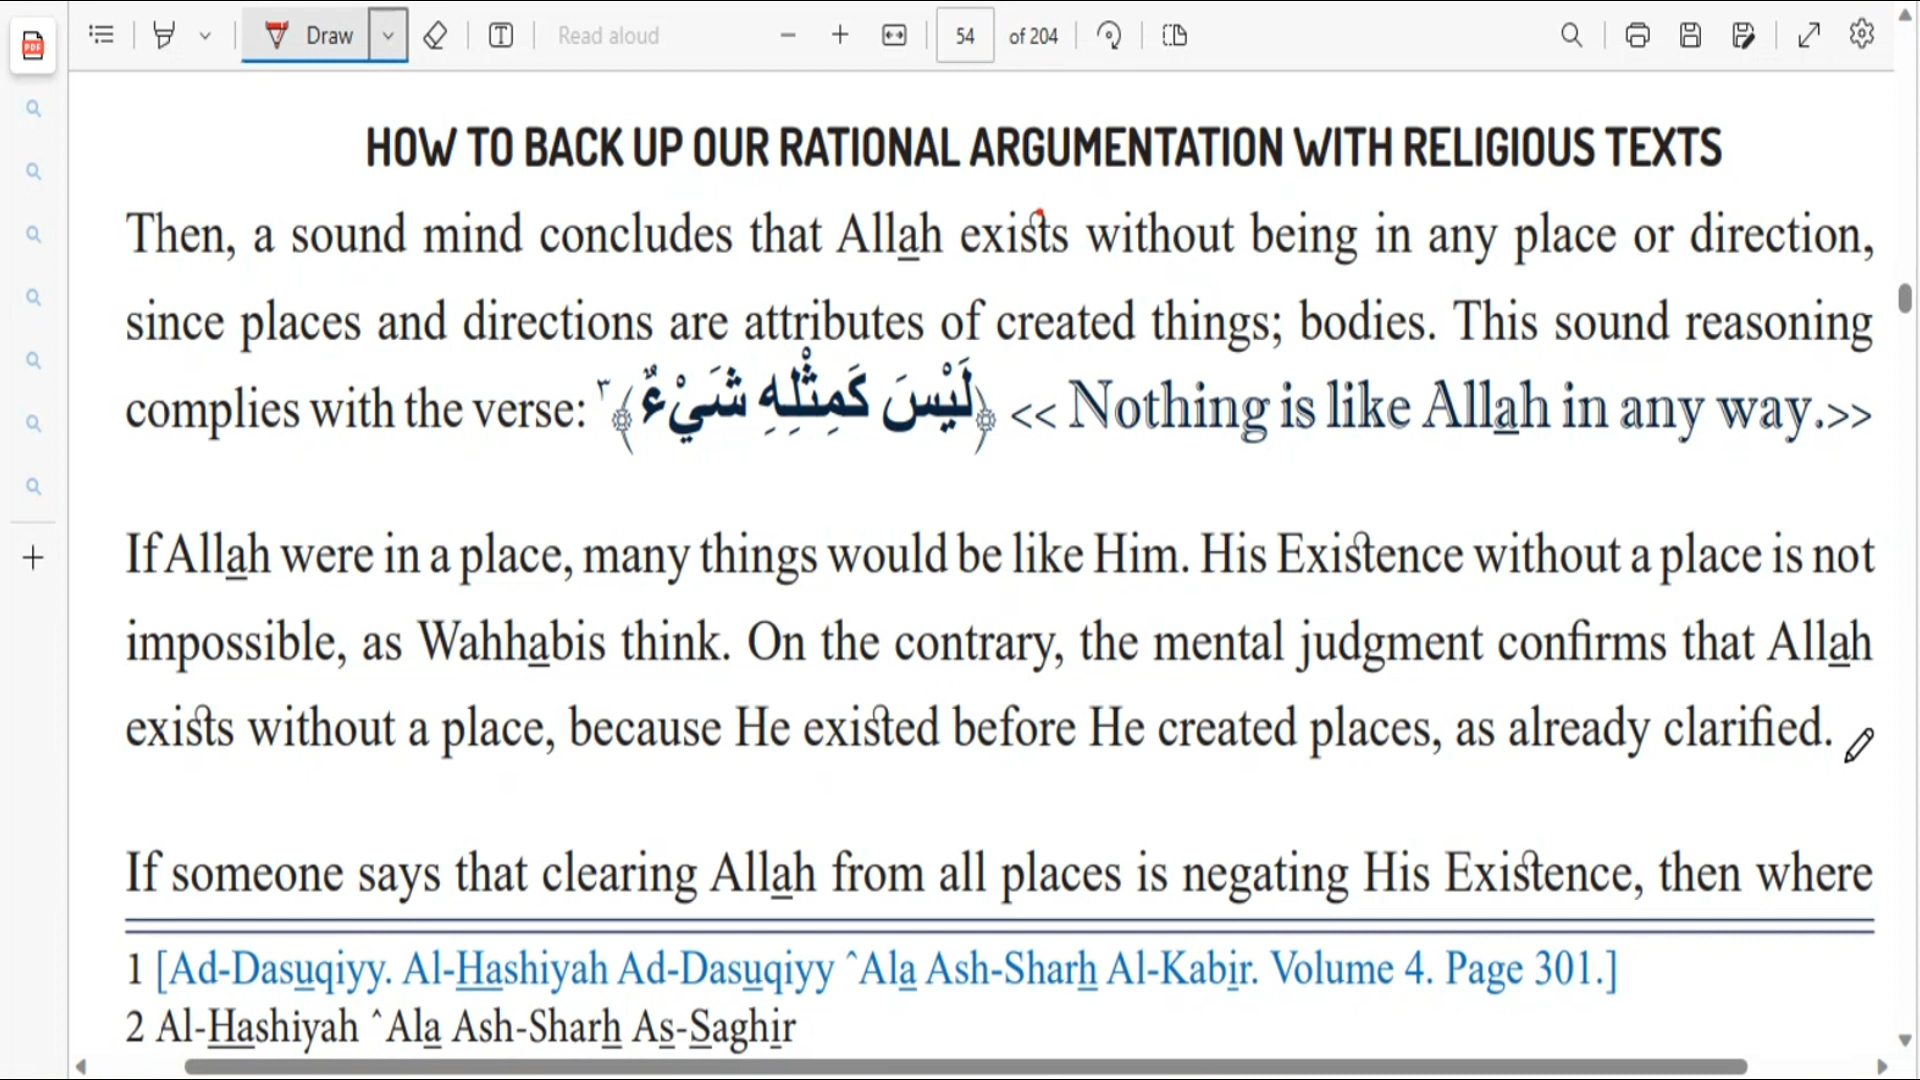 PDF
Draw
Read aloud
54 of 204
HOW TO BACK UP OUR RATIONAL ARGUMENTATION WITH RELIGIOUS TEXTS
Then, a sound mind concludes that Allah exists without being in any place or direction,
since places and directions are attributes of created things; bodies. This sound reasoning
complies with the verse: ﴿لَيْسَ كَمِثْلِهِ شَيْءٌ﴾٣ << Nothing is like Allah in any way.>>
If Allah were in a place, many things would be like Him. His Existence without a place is not
impossible, as Wahhabis think. On the contrary, the mental judgment confirms that Allah
exists without a place, because He existed before He created places, as already clarified.
If someone says that clearing Allah from all places is negating His Existence, then where
1 [Ad-Dasuqiyy. Al-Hashiyah Ad-Dasuqiyy ^Ala Ash-Sharh Al-Kabir. Volume 4. Page 301.]
2 Al-Hashiyah ^Ala Ash-Sharh As-Saghir